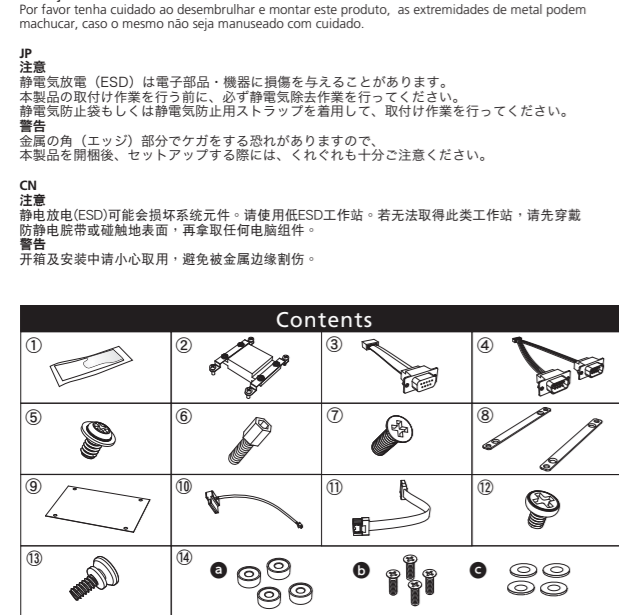 Por favor tenha cuidado ao desembrulhar e montar este produto, as extremidades de metal podem
machucar, caso o mesmo não seja manuseado com cuidado.
JP
注意
静電気放電（ESD）は電子部品・機器に損傷を与えることがあります。
本製品の取付け作業を行う前に、必ず静電気除去作業を行ってください。
静電気防止袋もしくは静電気防止用ストラップを着用して、取付け作業を行ってください。
警告
金属の角（エッジ）部分でケガをする恐れがありますので、
本製品を開梱後、セットアップする際には、くれぐれも十分ご注意ください。
CN
注意
静电放电(ESD)可能会损坏系统元件。请使用低ESD工作站。若无法取得此类工作站，请先穿戴
防静电腕带或碰触地表面，再拿取任何电脑组件。
警告
开箱及安装中请小心取用，避免被金属边缘割伤。
Contents
① ② ③ ④
⑤ ⑥ ⑦ ⑧
⑨ ⑩ ⑪ ⑫
⑬ ⑭ a b c